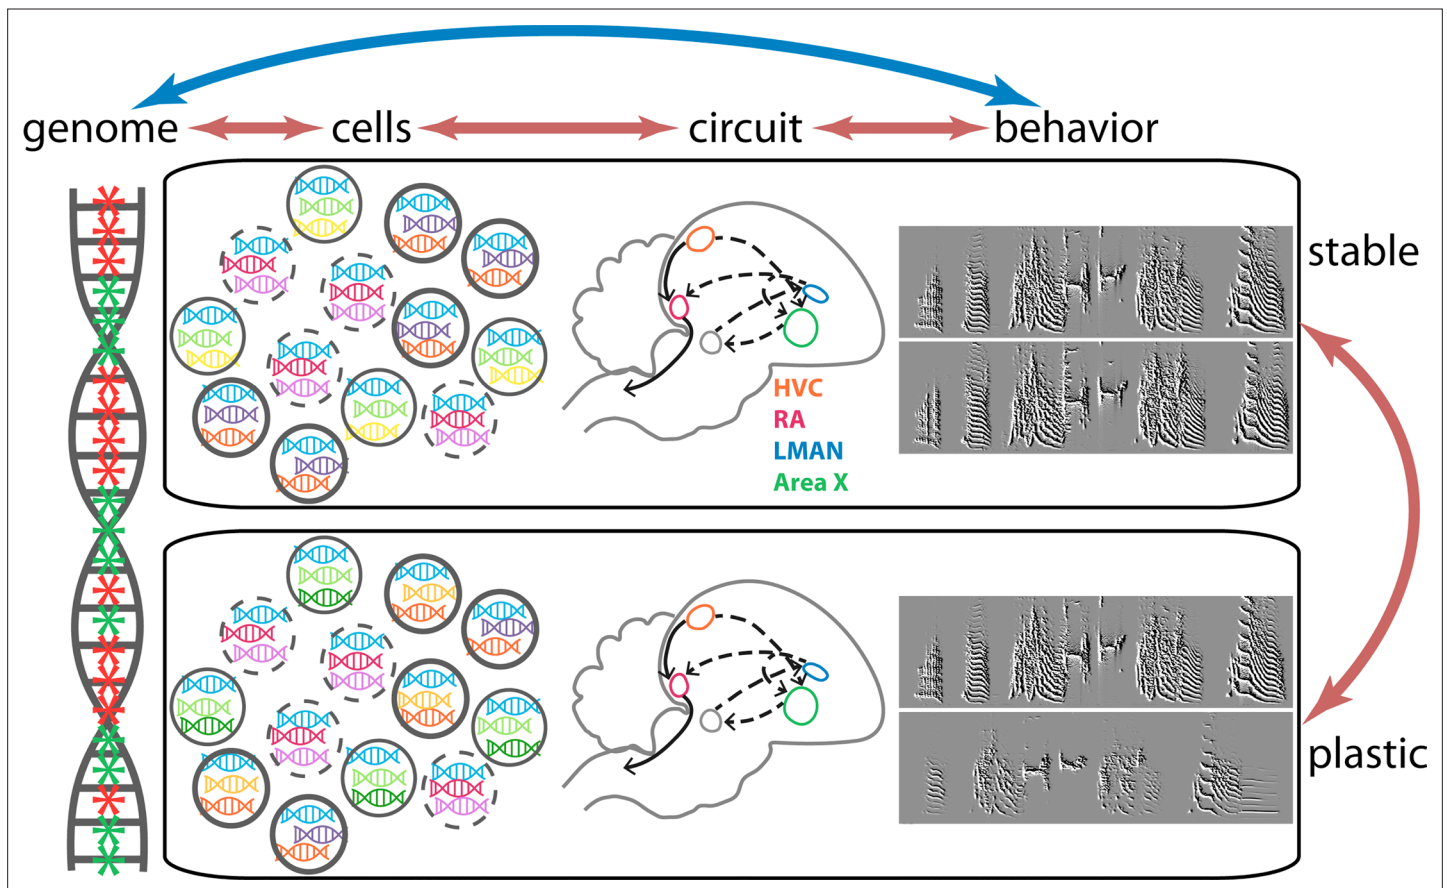 genome cells circuit behavior
stable
HVC
RA
LMAN
Area X
plastic